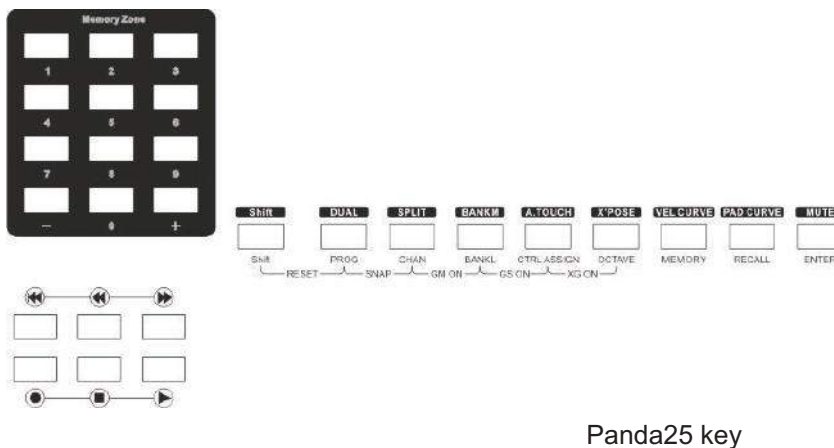 Memory Zone
1 2 3
4 5 6
7 8 9
– 0 +
Shift DUAL SPLIT BANKM A.TOUCH X'POSE VEL CURVE PAD CURVE MUTE
Shift PROG CHAN BANKL CTRL ASSIGN OCTAVE MEMORY RECALL ENTER
RESET SNAP GM ON GS ON XG ON
Panda25 key